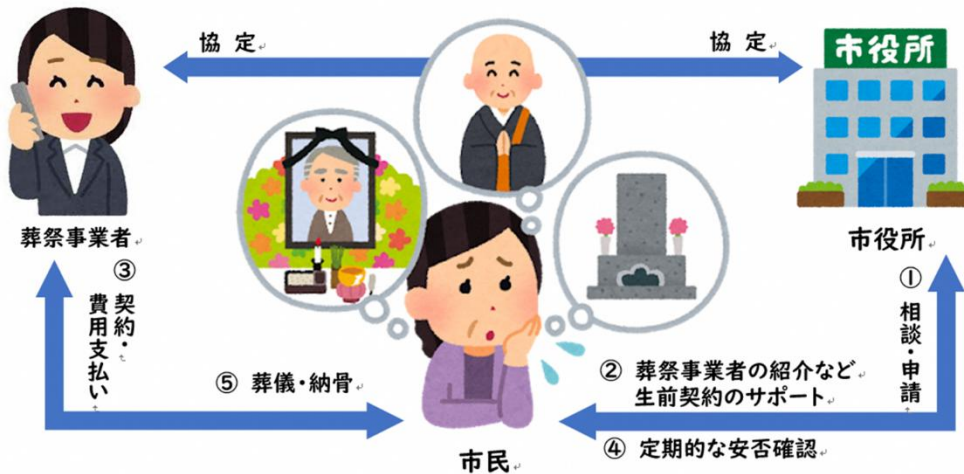 協 定
協 定
市役所
葬祭事業者
市役所
③ 契約・
費用支払い
① 相談・申請
⑤ 葬儀・納骨
② 葬祭事業者の紹介など
生前契約のサポート
④ 定期的な安否確認
市民